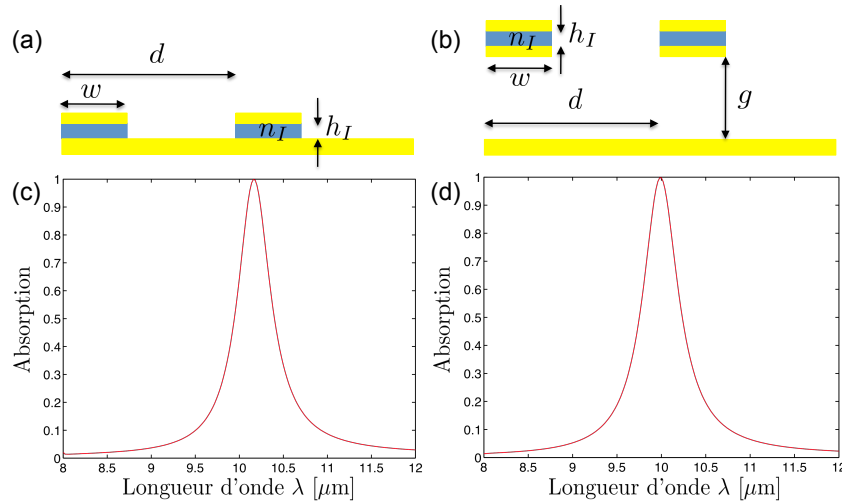 (a)
d
w
n_I
h_I
(b)
n_I
h_I
w
d
g
(c)
Absorption
1
0.9
0.8
0.7
0.6
0.5
0.4
0.3
0.2
0.1
0
8
8.5
9
9.5
10
10.5
11
11.5
12
Longueur d'onde λ [μm]
(d)
Absorption
1
0.9
0.8
0.7
0.6
0.5
0.4
0.3
0.2
0.1
0
8
8.5
9
9.5
10
10.5
11
11.5
12
Longueur d'onde λ [μm]